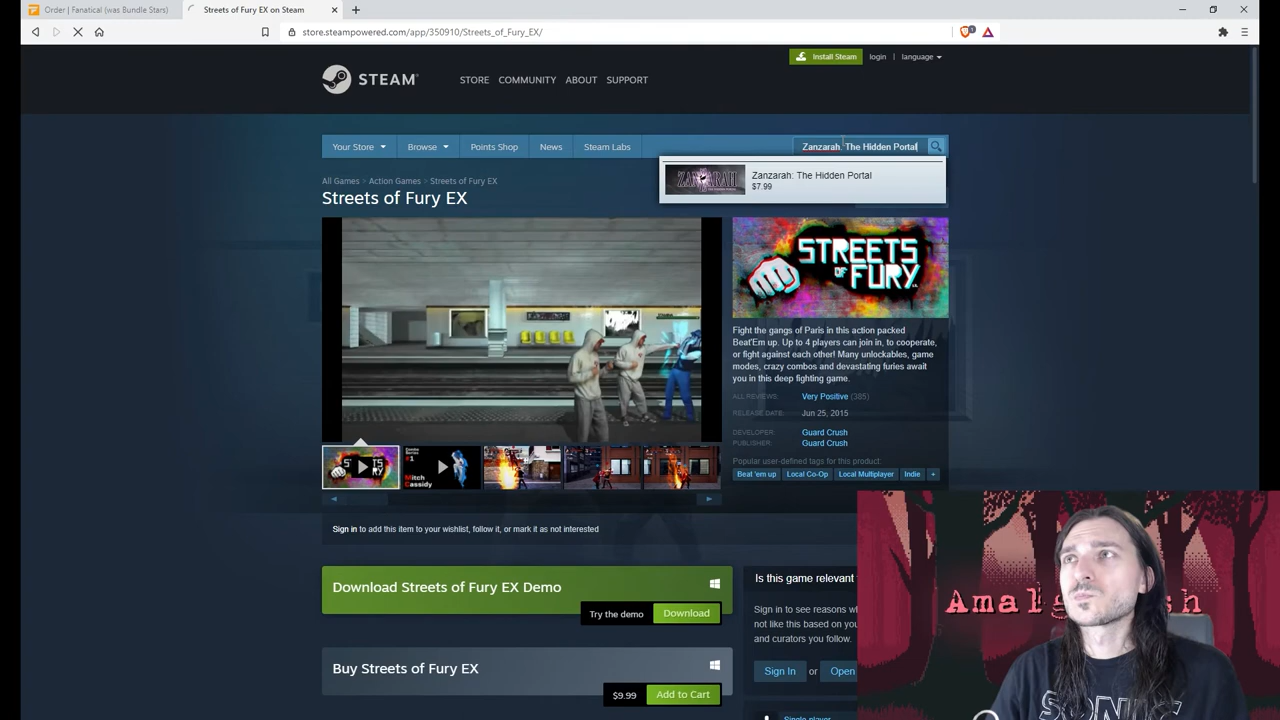 Order | Fanatical (was Bundle Stars)
Streets of Fury EX on Steam
store.steampowered.com/app/350910/Streets_of_Fury_EX/
Install Steam
login
language
STEAM
STORE
COMMUNITY
ABOUT
SUPPORT
Your Store
Browse
Points Shop
News
Steam Labs
Zanzarah: The Hidden Portal
ZANZARAH
Zanzarah: The Hidden Portal
$7.99
All Games > Action Games > Streets of Fury EX
Streets of Fury EX
STREETS
OF FURY
Fight the gangs of Paris in this action packed
Beat'Em up. Up to 4 players can join in, to cooperate,
or fight against each other! Many unlockables, game
modes, crazy combos and devastating furies await
you in this deep fighting game.
ALL REVIEWS: Very Positive (385)
RELEASE DATE: Jun 25, 2015
DEVELOPER: Guard Crush
PUBLISHER: Guard Crush
Popular user-defined tags for this product:
Beat 'em up
Local Co-Op
Local Multiplayer
Indie
+
#1
Mitch
Cassidy
Sign in to add this item to your wishlist, follow it, or mark it as not interested
Download Streets of Fury EX Demo
Try the demo
Download
Is this game relevant
Sign in to see reasons
not like this based on
and curators you follow.
Sign In or Open
Buy Streets of Fury EX
$9.99
Add to Cart
Single-player
SONIC